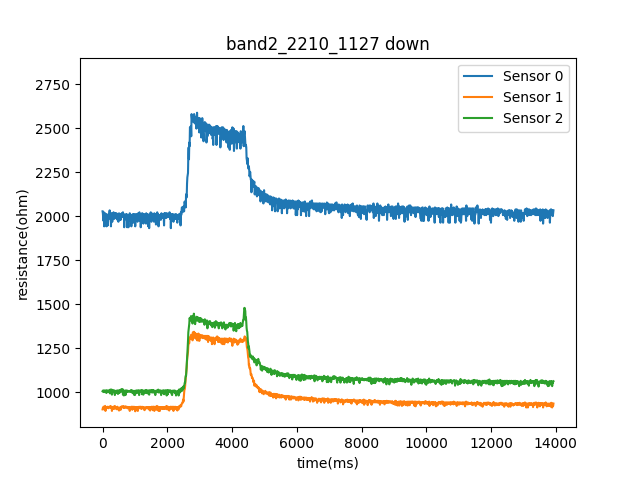 band2_2210_1127 down
Sensor 0
Sensor 1
Sensor 2
resistance(ohm)
2750
2500
2250
2000
1750
1500
1250
1000
0 2000 4000 6000 8000 10000 12000 14000
time(ms)